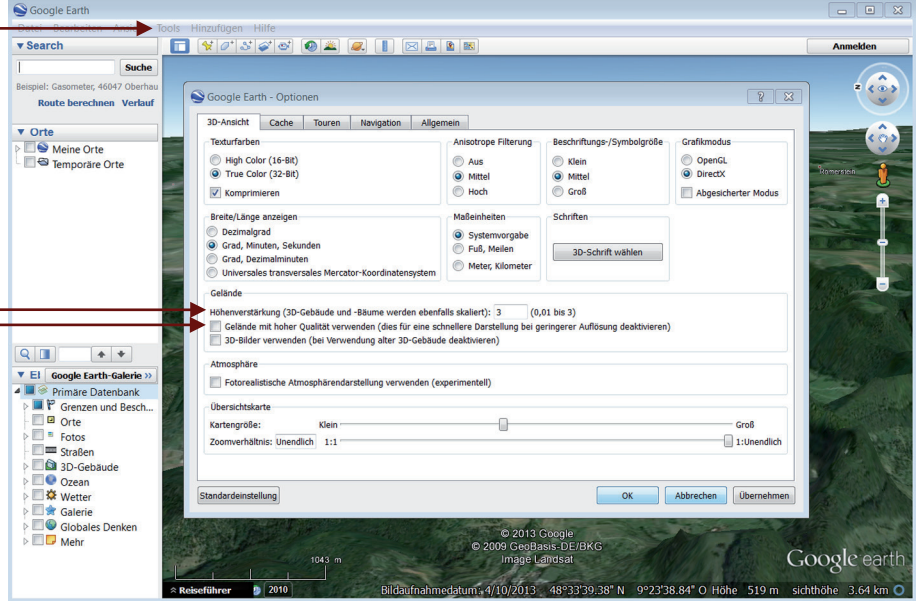 Google Earth
Datei Bearbeiten Ansicht Tools Hinzufügen Hilfe
Search
Suche
Beispiel: Gasometer, 46047 Oberhau
Route berechnen Verlauf
Orte
Meine Orte
Temporäre Orte
Anmelden
Google Earth - Optionen
3D-Ansicht Cache Touren Navigation Allgemein
Texturfarben
High Color (16-Bit)
True Color (32-Bit)
Komprimieren
Anisotrope Filterung
Aus
Mittel
Hoch
Beschriftungs-/Symbolgröße
Klein
Mittel
Groß
Grafikmodus
OpenGL
DirectX
Abgesicherter Modus
Breite/Länge anzeigen
Dezimalgrad
Grad, Minuten, Sekunden
Grad, Dezimalminuten
Universales transversales Mercator-Koordinatensystem
Maßeinheiten
Systemvorgabe
Fuß, Meilen
Meter, Kilometer
Schriften
3D-Schrift wählen
Gelände
Höhenverstärkung (3D-Gebäude und -Bäume werden ebenfalls skaliert): 3 (0,01 bis 3)
Gelände mit hoher Qualität verwenden (dies für eine schnellere Darstellung bei geringerer Auflösung deaktivieren)
3D-Bilder verwenden (bei Verwendung alter 3D-Gebäude deaktivieren)
Atmosphäre
Fotorealistische Atmosphärendarstellung verwenden (experimentell)
Übersichtskarte
Kartengröße: Klein Groß
Zoomverhältnis: Unendlich 1:1 1:Unendlich
Standardeinstellung OK Abbrechen Übernehmen
N
Römerstein
El Google Earth-Galerie »
Primäre Datenbank
Grenzen und Besch...
Orte
Fotos
Straßen
3D-Gebäude
Ozean
Wetter
Galerie
Globales Denken
Mehr
© 2013 Google
© 2009 GeoBasis-DE/BKG
Image Landsat
1043 m
Google earth
Reiseführer 2010 Bildaufnahmedatum: 4/10/2013 48°33'39.38" N 9°23'38.84" O Höhe 519 m sichthöhe 3.64 km